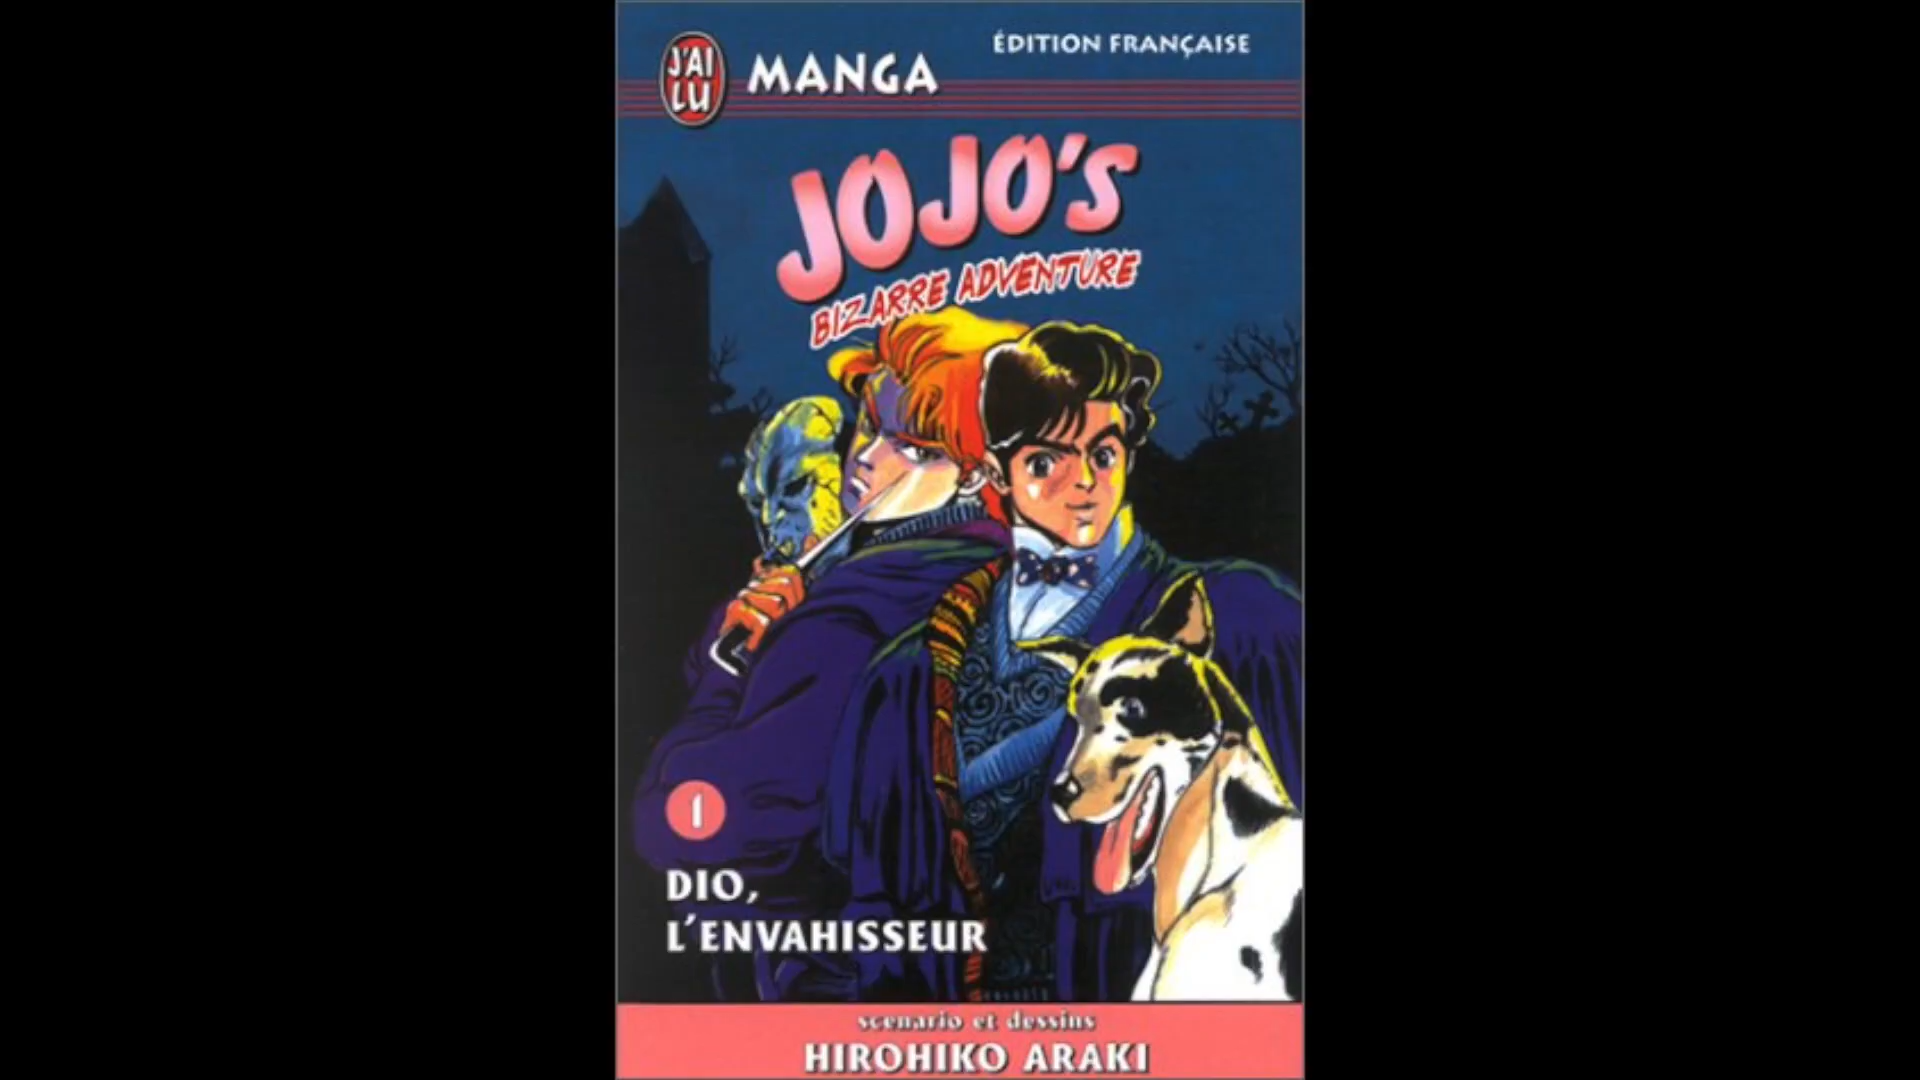 J'AI
LU
MANGA
ÉDITION FRANÇAISE
JOJO'S
BIZARRE ADVENTURE
1
DIO,
L'ENVAHISSEUR
scenario et dessins
HIROHIKO ARAKI